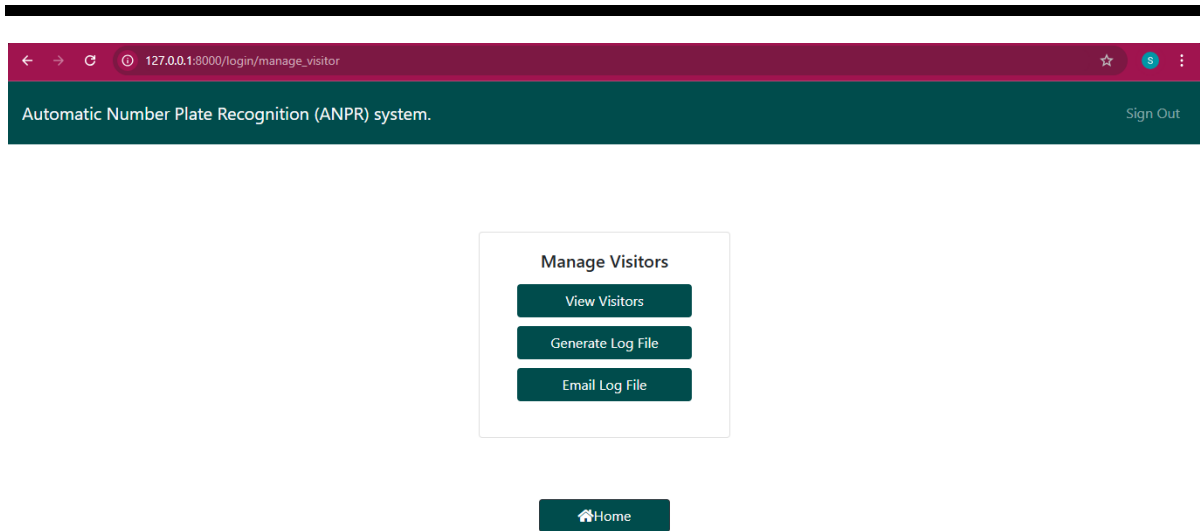 127.0.0.1:8000/login/manage_visitor
S
Automatic Number Plate Recognition (ANPR) system.
Sign Out
Manage Visitors
View Visitors
Generate Log File
Email Log File
Home